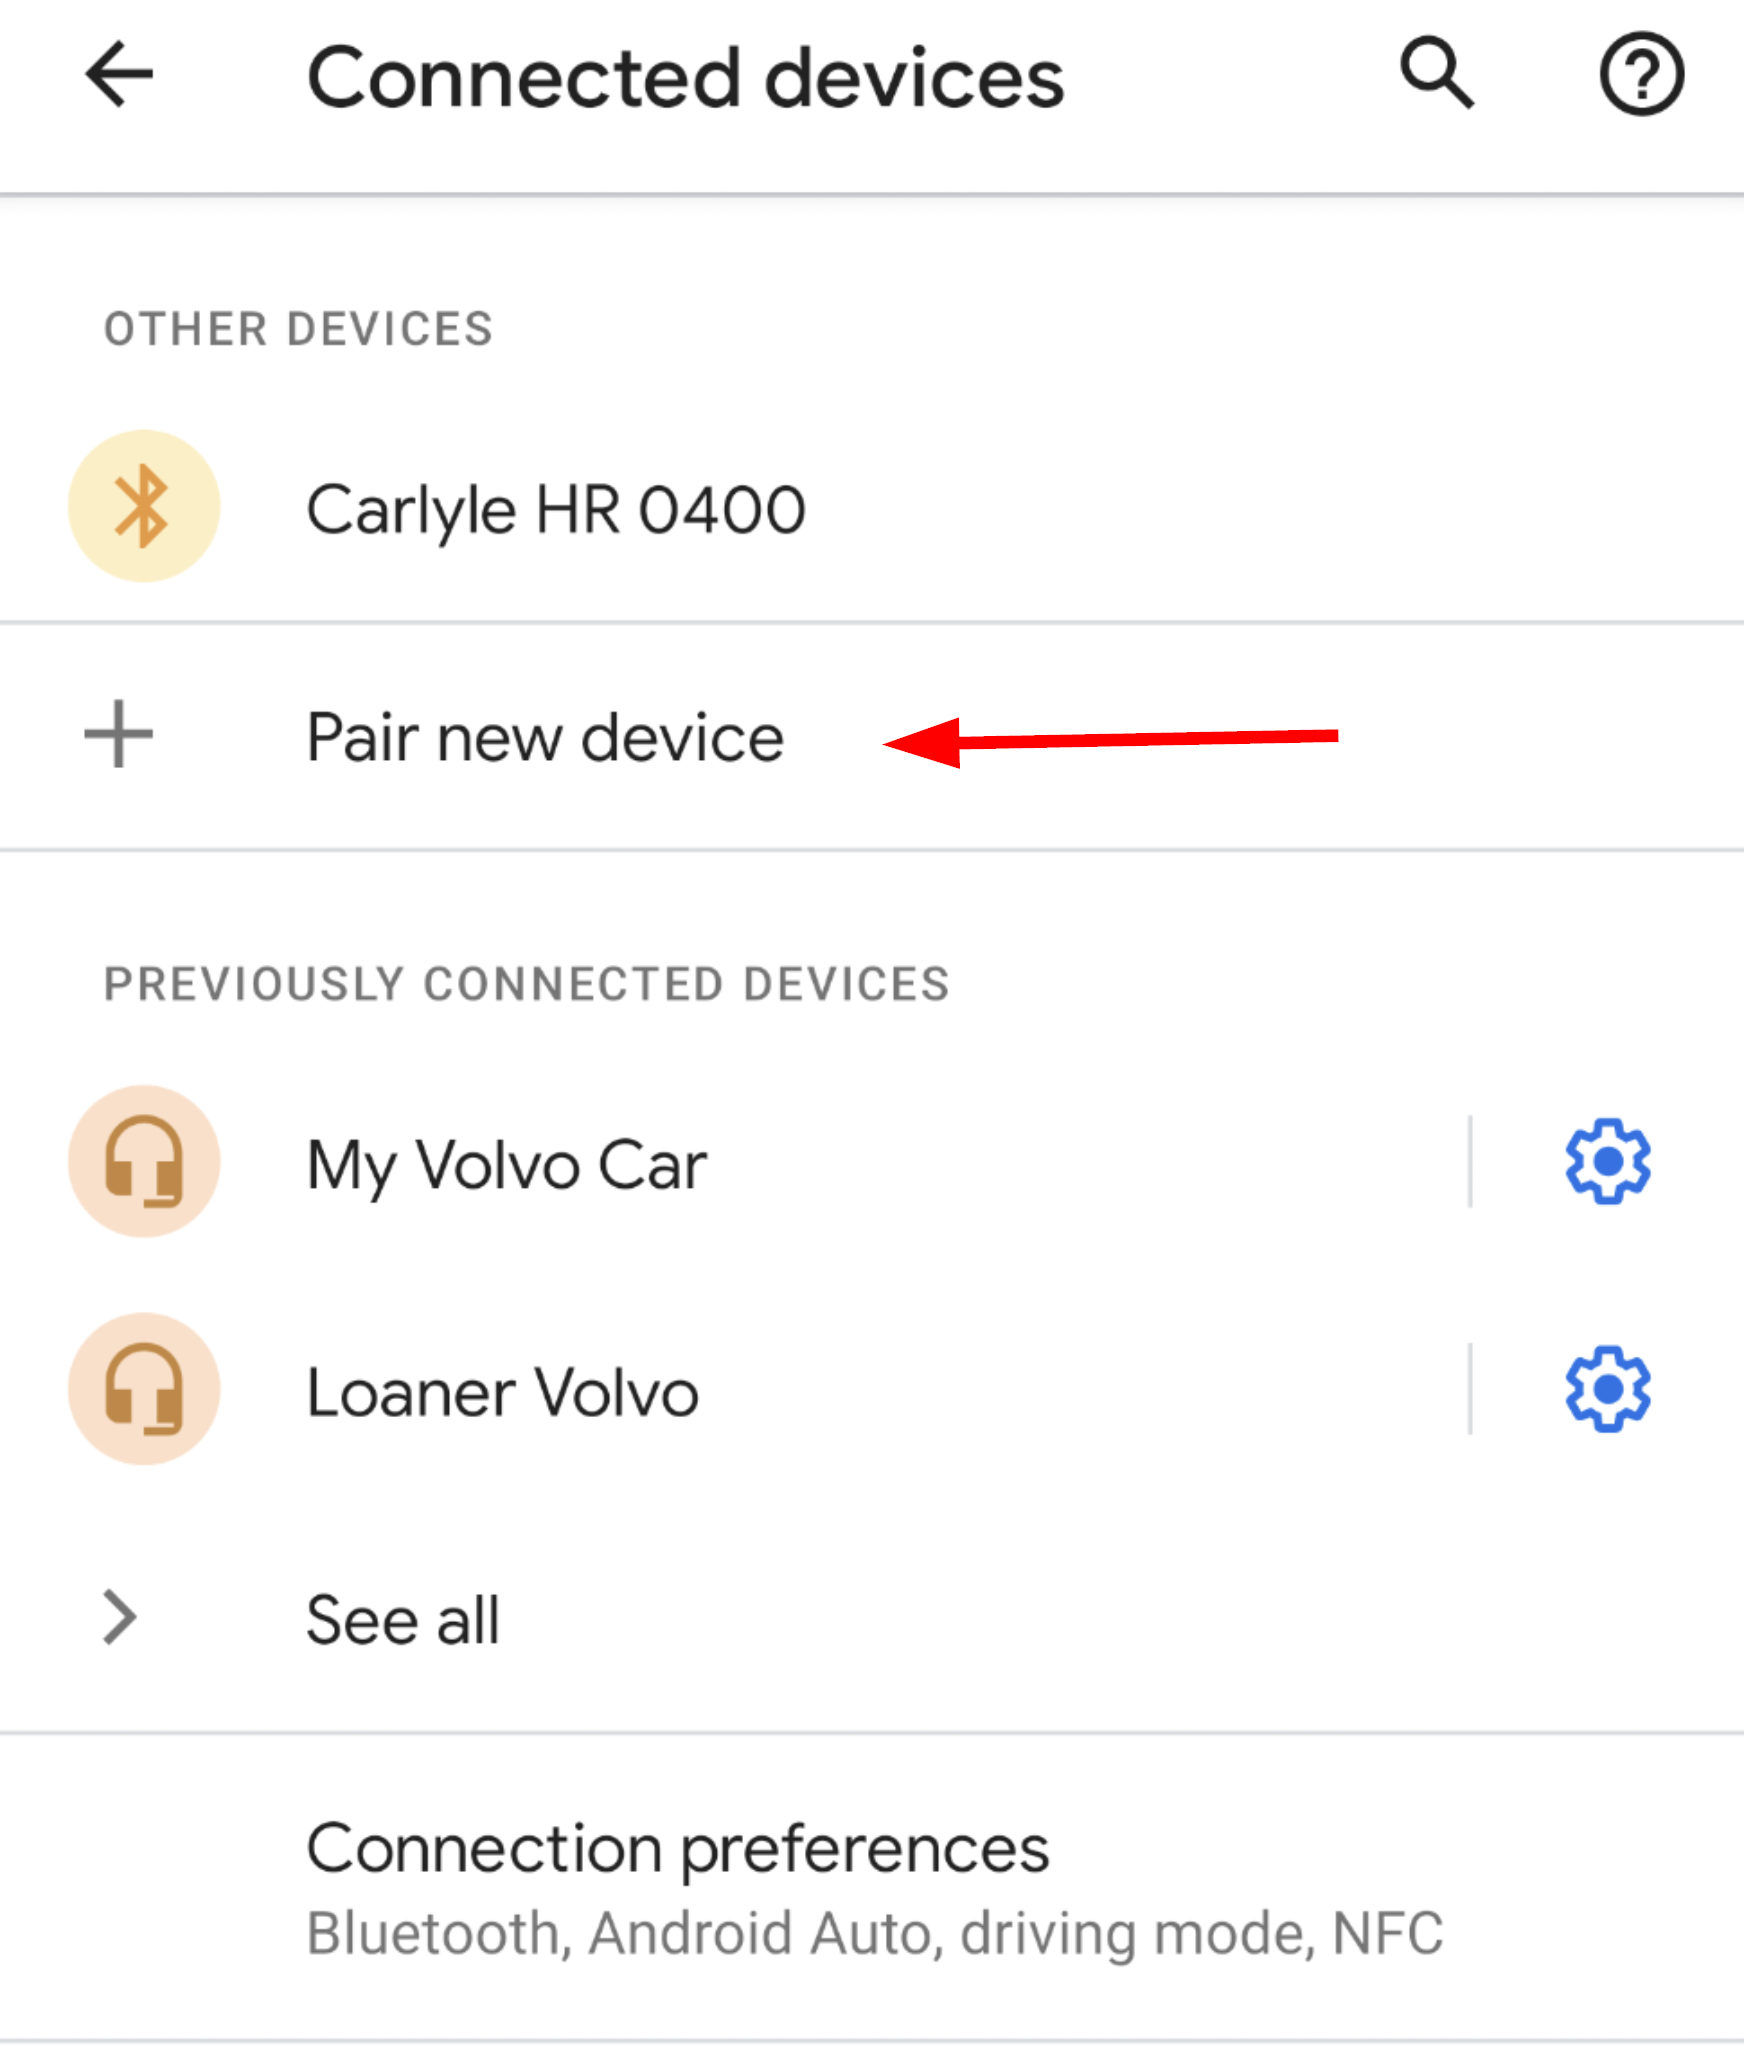 Connected devices
OTHER DEVICES
Carlyle HR 0400
Pair new device
PREVIOUSLY CONNECTED DEVICES
My Volvo Car
Loaner Volvo
See all
Connection preferences
Bluetooth, Android Auto, driving mode, NFC